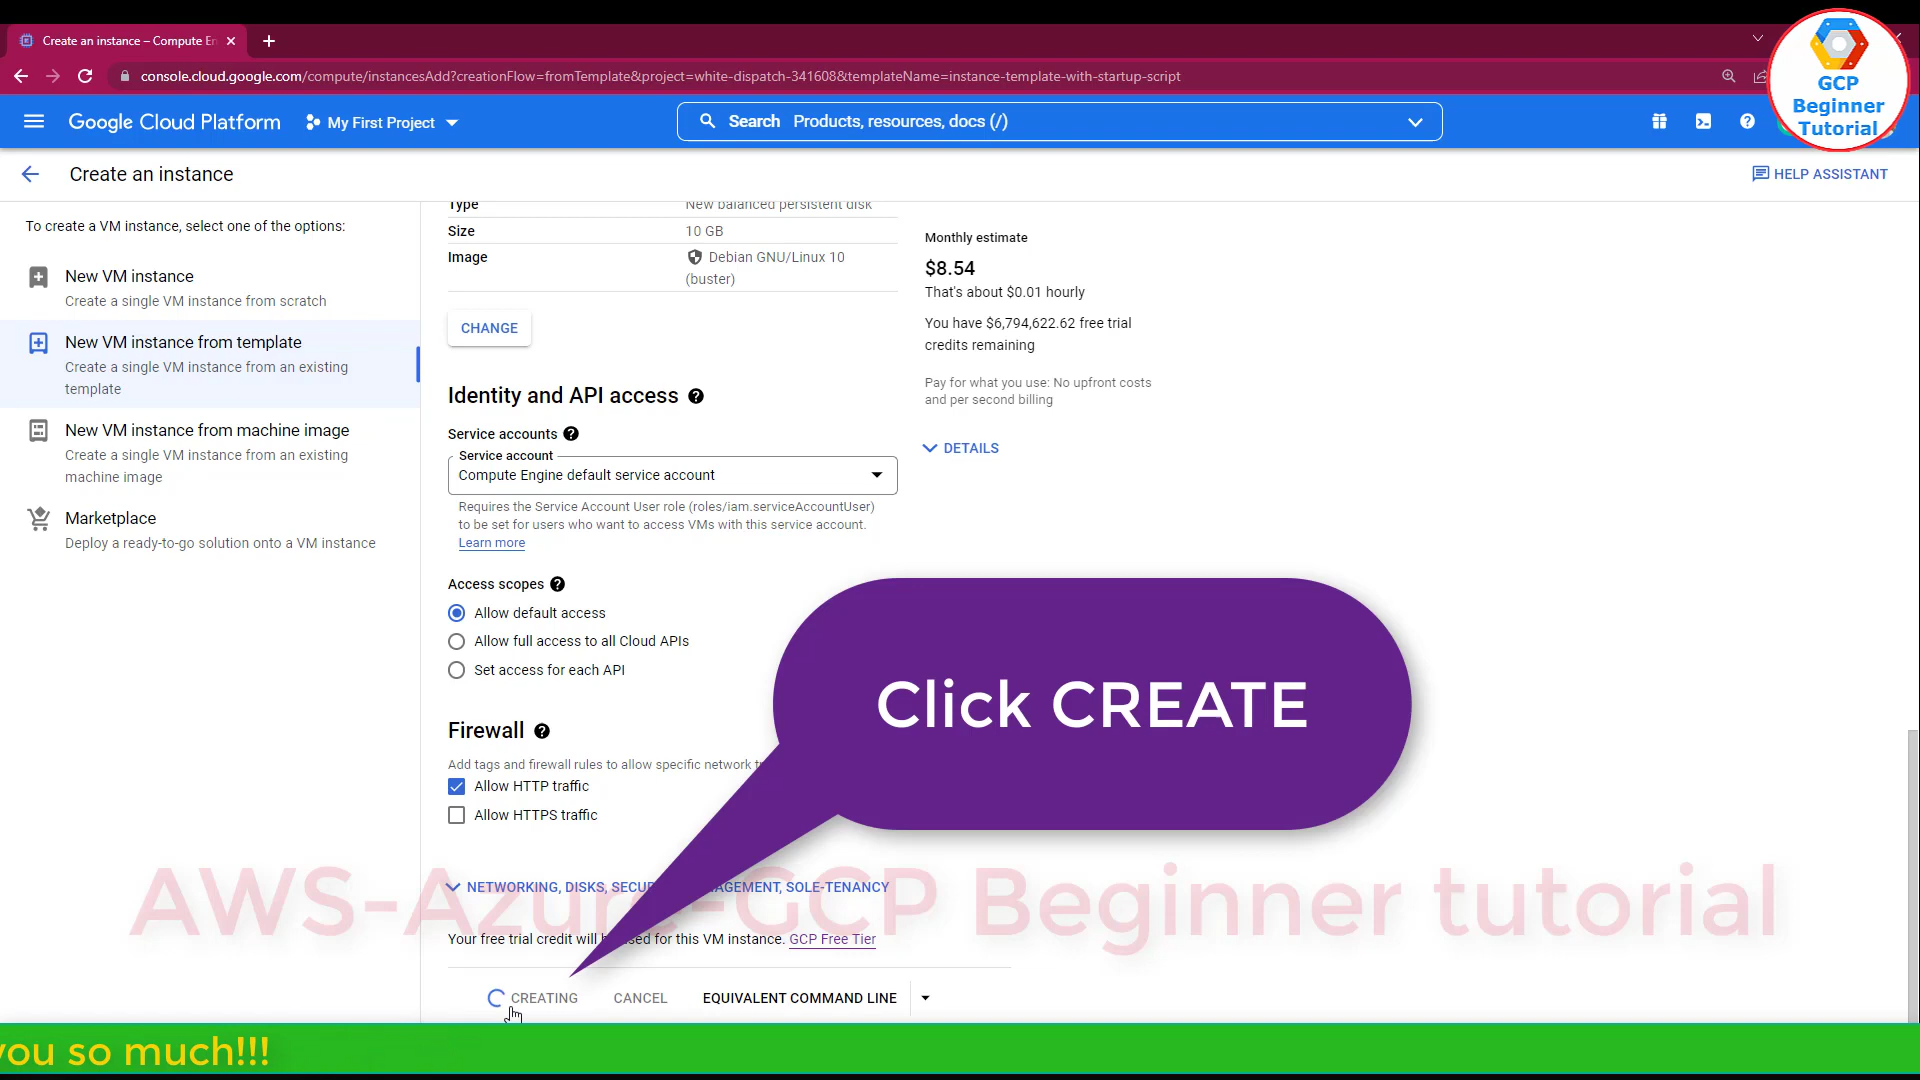 Create an instance – Compute En
console.cloud.google.com/compute/instancesAdd?creationFlow=fromTemplate&project=white-dispatch-341608&templateName=instance-template-with-startup-script
GCP
Beginner
Tutorial
Google Cloud Platform
My First Project
Search Products, resources, docs (/)
Create an instance
HELP ASSISTANT
To create a VM instance, select one of the options:
New VM instance
Create a single VM instance from scratch
New VM instance from template
Create a single VM instance from an existing
template
New VM instance from machine image
Create a single VM instance from an existing
machine image
Marketplace
Deploy a ready-to-go solution onto a VM instance
Type New balanced persistent disk
Size 10 GB
Image Debian GNU/Linux 10
(buster)
CHANGE
Identity and API access
Service accounts
Service account
Compute Engine default service account
Requires the Service Account User role (roles/iam.serviceAccountUser)
to be set for users who want to access VMs with this service account.
Learn more
Access scopes
Allow default access
Allow full access to all Cloud APIs
Set access for each API
Firewall
Add tags and firewall rules to allow specific network
Allow HTTP traffic
Allow HTTPS traffic
NETWORKING, DISKS, SOLE-TENANCY
Your free trial credit will used for this VM instance. GCP Free Tier
CREATING CANCEL EQUIVALENT COMMAND LINE
Monthly estimate
$8.54
That's about $0.01 hourly
You have $6,794,622.62 free trial
credits remaining
Pay for what you use: No upfront costs
and per second billing
DETAILS
Click CREATE
AWS-Azure-GCP Beginner tutorial
you so much!!!